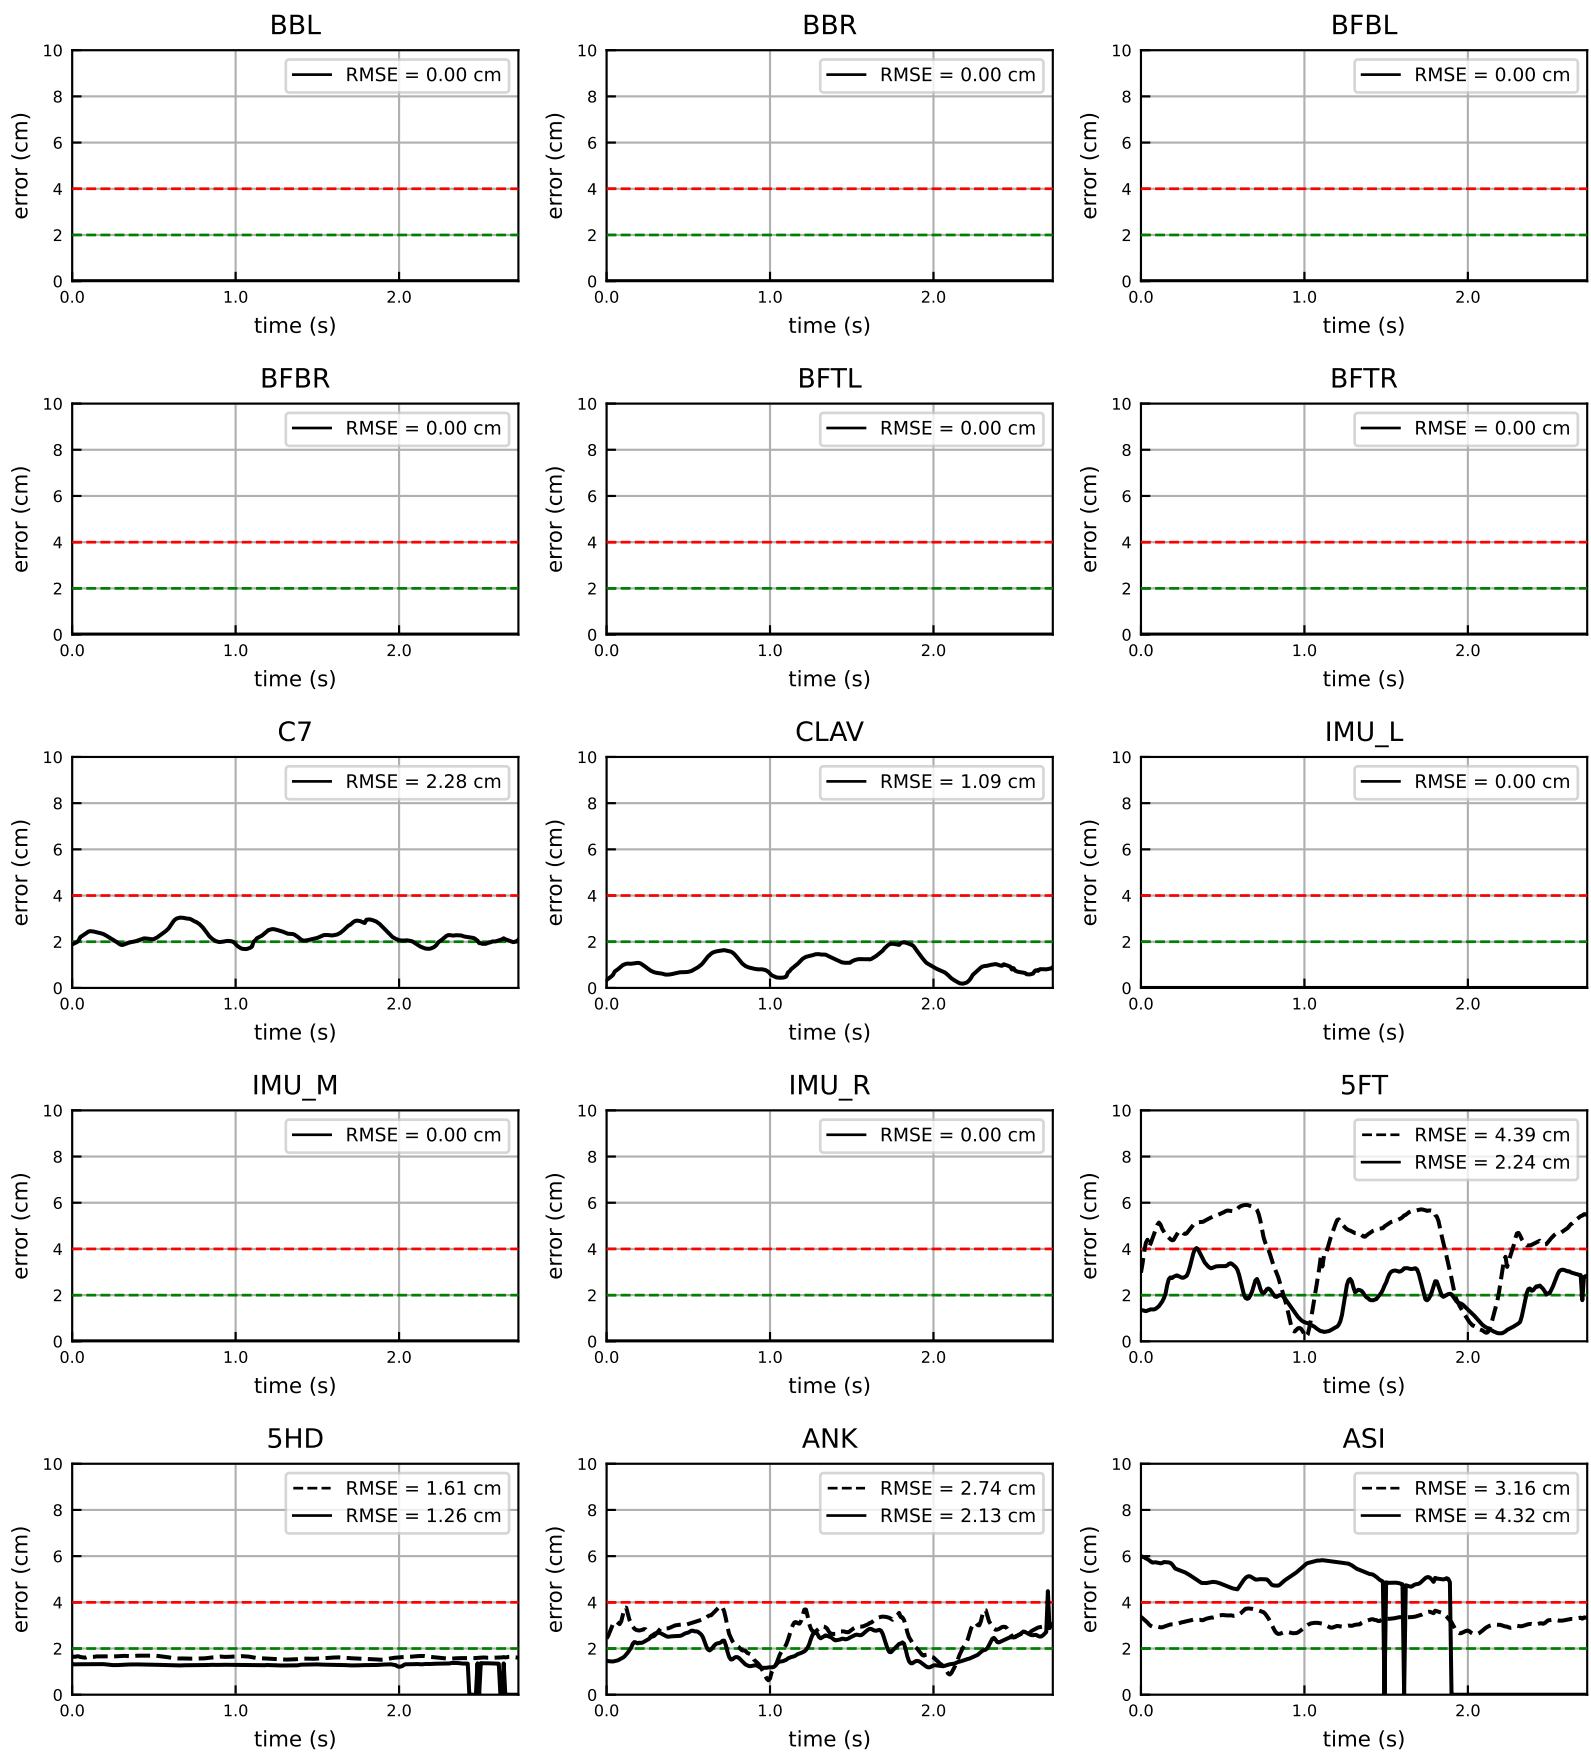 BBL
BBR
BFBL
10
8
6
4
2
0
error (cm)
RMSE = 0.00 cm
0.0 1.0 2.0
time (s)
10
8
6
4
2
0
error (cm)
RMSE = 0.00 cm
0.0 1.0 2.0
time (s)
10
8
6
4
2
0
error (cm)
RMSE = 0.00 cm
0.0 1.0 2.0
time (s)
BFBR
BFTL
BFTR
10
8
6
4
2
0
error (cm)
RMSE = 0.00 cm
0.0 1.0 2.0
time (s)
10
8
6
4
2
0
error (cm)
RMSE = 0.00 cm
0.0 1.0 2.0
time (s)
10
8
6
4
2
0
error (cm)
RMSE = 0.00 cm
0.0 1.0 2.0
time (s)
C7
CLAV
IMU_L
10
8
6
4
2
0
error (cm)
RMSE = 2.28 cm
0.0 1.0 2.0
time (s)
10
8
6
4
2
0
error (cm)
RMSE = 1.09 cm
0.0 1.0 2.0
time (s)
10
8
6
4
2
0
error (cm)
RMSE = 0.00 cm
0.0 1.0 2.0
time (s)
IMU_M
IMU_R
5FT
10
8
6
4
2
0
error (cm)
RMSE = 0.00 cm
0.0 1.0 2.0
time (s)
10
8
6
4
2
0
error (cm)
RMSE = 0.00 cm
0.0 1.0 2.0
time (s)
10
8
6
4
2
0
error (cm)
RMSE = 4.39 cm
RMSE = 2.24 cm
0.0 1.0 2.0
time (s)
5HD
ANK
ASI
10
8
6
4
2
0
error (cm)
RMSE = 1.61 cm
RMSE = 1.26 cm
0.0 1.0 2.0
time (s)
10
8
6
4
2
0
error (cm)
RMSE = 2.74 cm
RMSE = 2.13 cm
0.0 1.0 2.0
time (s)
10
8
6
4
2
0
error (cm)
RMSE = 3.16 cm
RMSE = 4.32 cm
0.0 1.0 2.0
time (s)